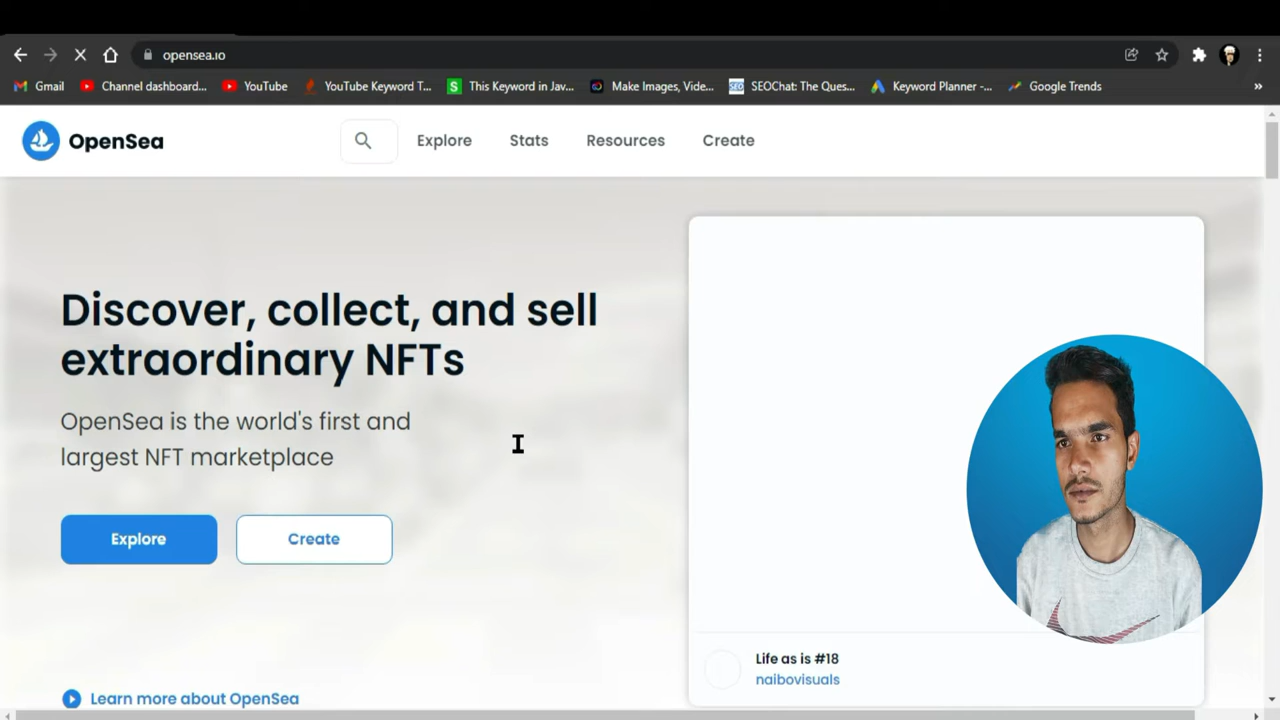 opensea.io
Gmail
Channel dashboard...
YouTube
YouTube Keyword T...
S
This Keyword in Jav...
Make Images, Vide...
SEO
SEOChat: The Ques...
Keyword Planner -...
Google Trends
»
OpenSea
Explore
Stats
Resources
Create
Discover, collect, and sell
extraordinary NFTs
OpenSea is the world's first and
largest NFT marketplace
Explore
Create
Life as is #18
naibovisuals
Learn more about OpenSea